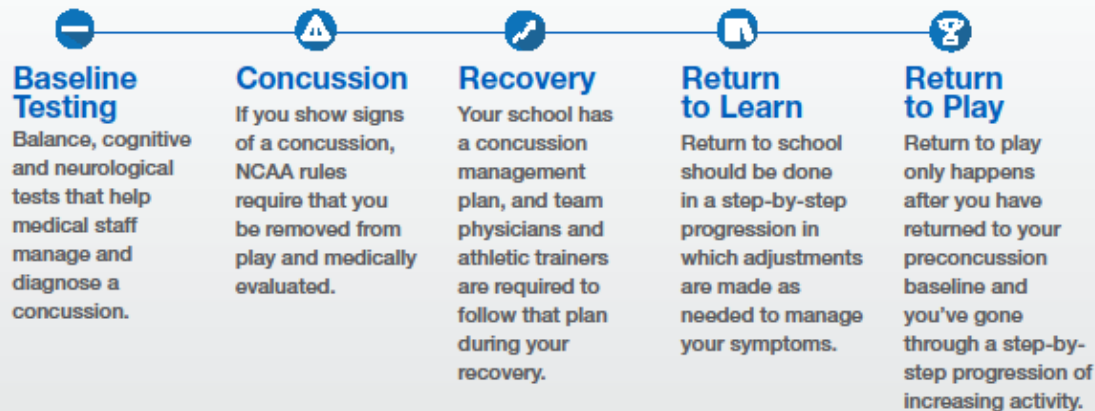 Baseline
Testing
Balance, cognitive
and neurological
tests that help
medical staff
manage and
diagnose a
concussion.
Concussion
If you show signs
of a concussion,
NCAA rules
require that you
be removed from
play and medically
evaluated.
Recovery
Your school has
a concussion
management
plan, and team
physicians and
athletic trainers
are required to
follow that plan
during your
recovery.
Return
to Learn
Return to school
should be done
in a step-by-step
progression in
which adjustments
are made as
needed to manage
your symptoms.
Return
to Play
Return to play
only happens
after you have
returned to your
preconcussion
baseline and
you've gone
through a step-by-
step progression of
increasing activity.